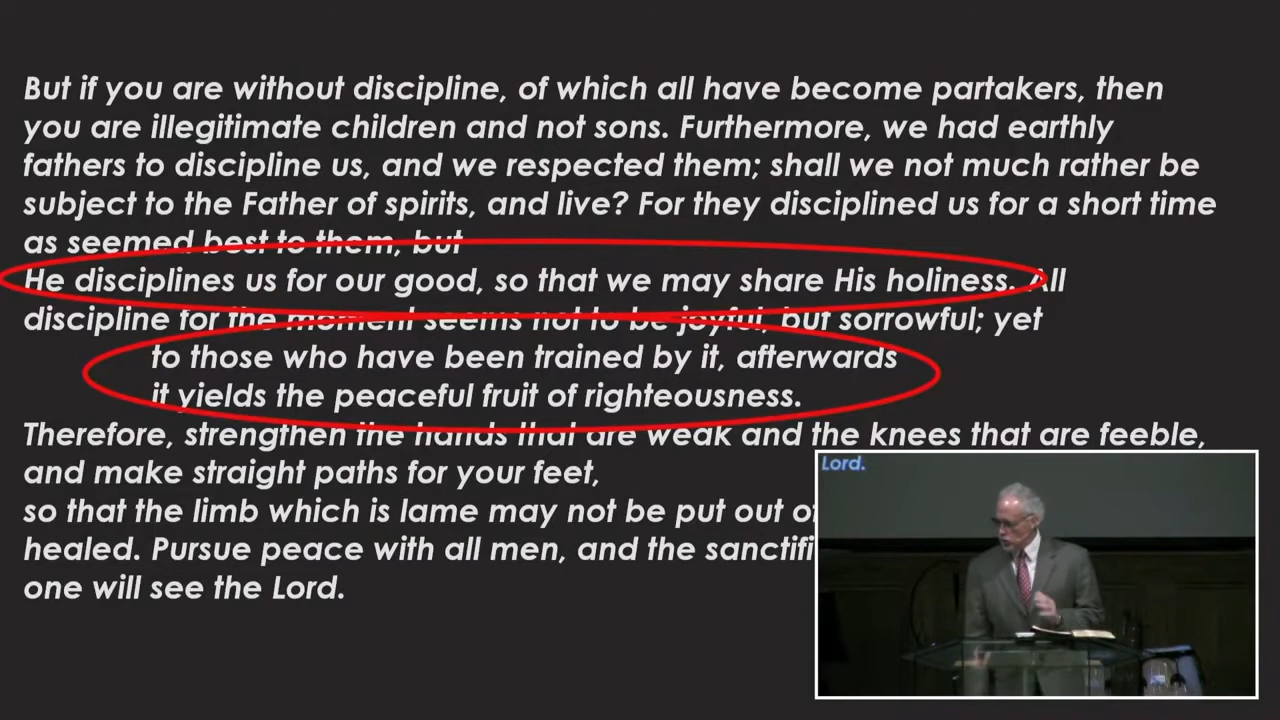 But if you are without discipline, of which all have become partakers, then
you are illegitimate children and not sons. Furthermore, we had earthly
fathers to discipline us, and we respected them; shall we not much rather be
subject to the Father of spirits, and live? For they disciplined us for a short time
as seemed best to them, but
He disciplines us for our good, so that we may share His holiness. All
discipline for the moment seems not to be joyful, but sorrowful; yet
to those who have been trained by it, afterwards
it yields the peaceful fruit of righteousness.
Therefore, strengthen the hands that are weak and the knees that are feeble,
and make straight paths for your feet,
so that the limb which is lame may not be put out
healed. Pursue peace with all men, and the
one will see the Lord.
Lord.